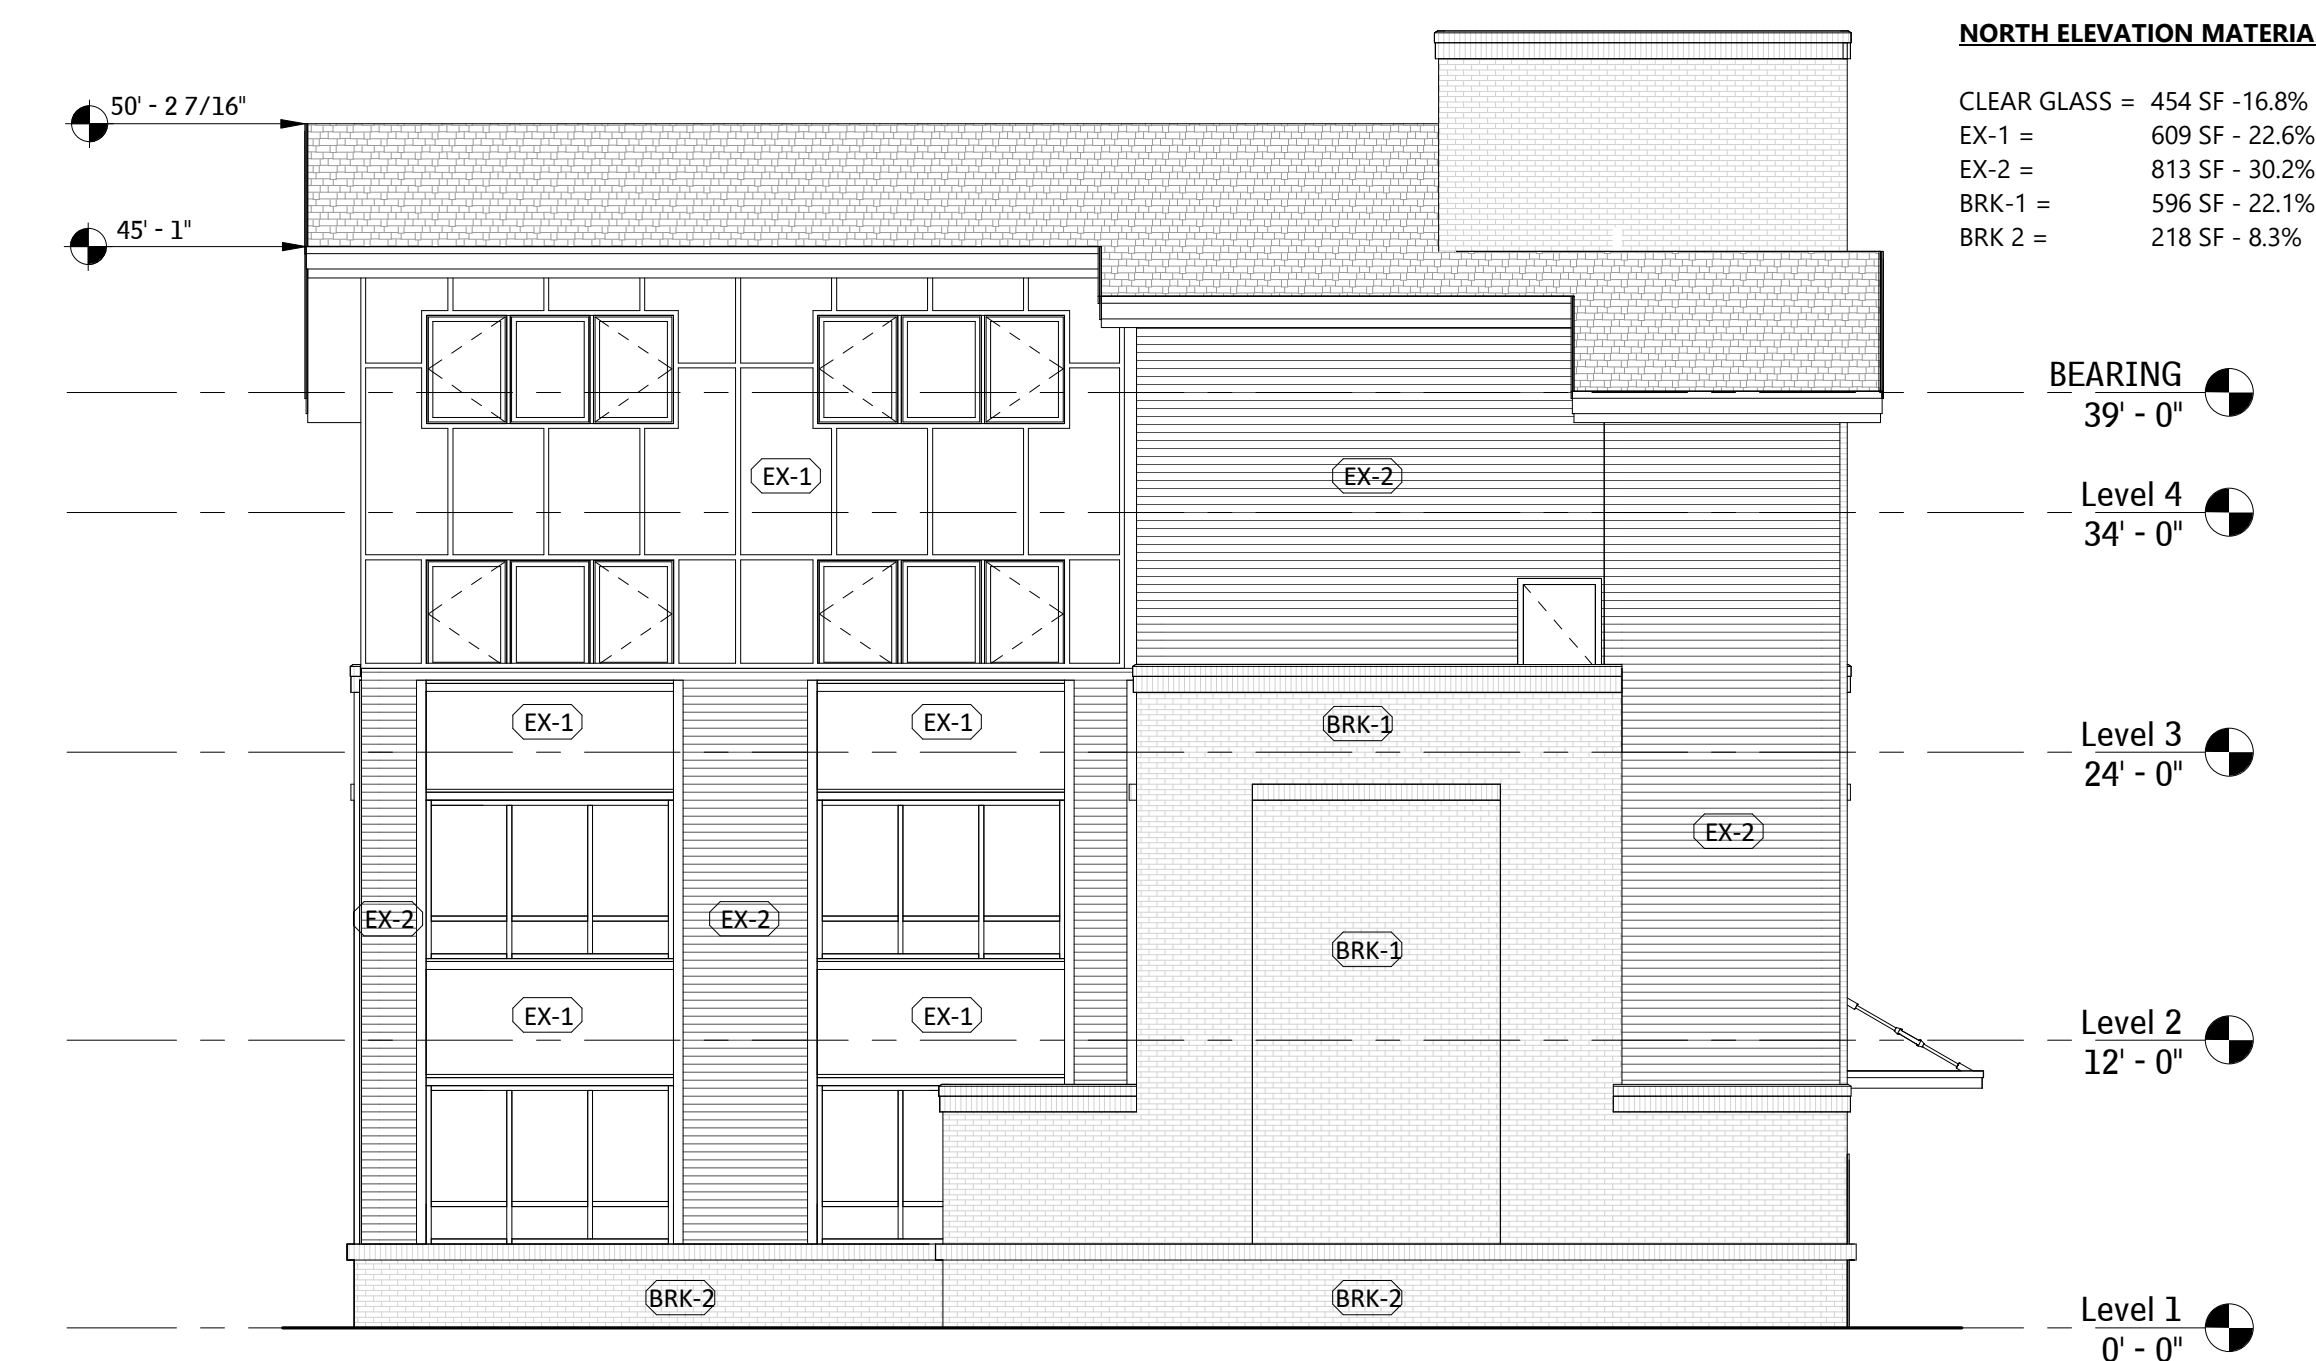 NORTH ELEVATION MATERIA
CLEAR GLASS = 454 SF -16.8%
EX-1 = 609 SF - 22.6%
EX-2 = 813 SF - 30.2%
BRK-1 = 596 SF - 22.1%
BRK 2 = 218 SF - 8.3%
50' - 2 7/16"
45' - 1"
BEARING
39' - 0"
EX-1
EX-2
Level 4
34' - 0"
EX-1
EX-1
BRK-1
Level 3
24' - 0"
EX-2
EX-2
EX-2
BRK-1
EX-1
EX-1
Level 2
12' - 0"
BRK-2
BRK-2
Level 1
0' - 0"